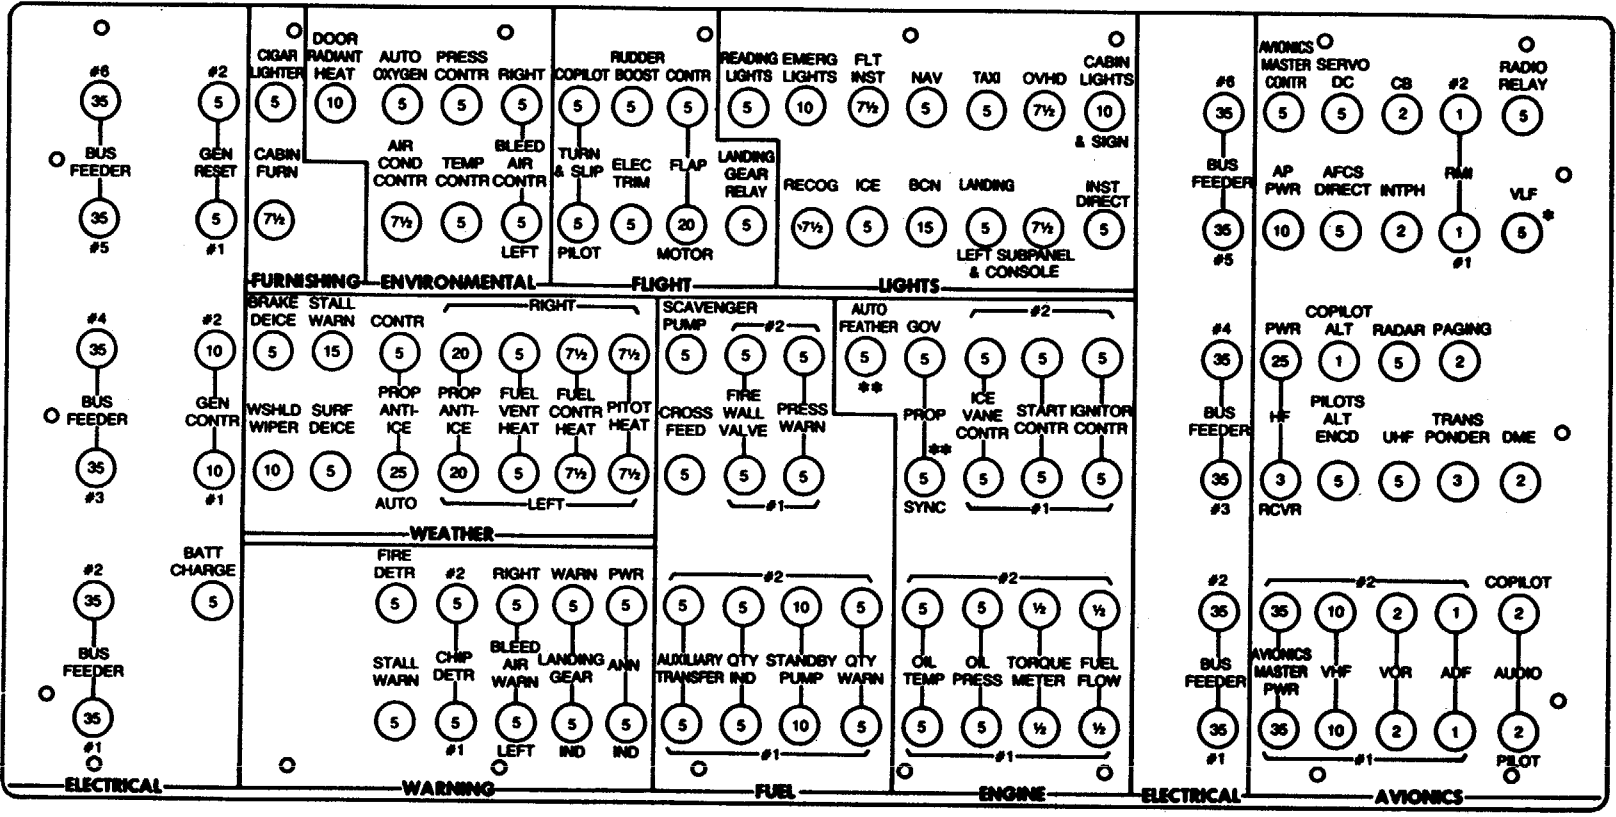 #6
35
BUS
FEEDER
35
#5
#2
5
GEN
RESET
5
#1
#4
35
BUS
FEEDER
35
#3
#2
10
GEN
CONTR
10
#1
#2
35
BUS
FEEDER
35
#1
BATT
CHARGE
5
ELECTRICAL
CIGAR
LIGHTER
5
CABIN
FURN
7½
FURNISHING
DOOR
RADIANT
HEAT
10
AUTO
OXYGEN
5
PRESS
CONTR
5
RIGHT
5
AIR
COND
CONTR
7½
TEMP
CONTR
5
BLEED
AIR
CONTR
5
LEFT
ENVIRONMENTAL
COPILOT
5
TURN
& SLIP
5
PILOT
RUDDER
BOOST
5
ELEC
TRIM
5
CONTR
5
FLAP
20
MOTOR
LANDING
GEAR
RELAY
5
FLIGHT
READING
LIGHTS
5
EMERG
LIGHTS
10
FLT
INST
7½
NAV
5
TAXI
5
OVHD
7½
CABIN
LIGHTS
10
& SIGN
RECOG
7½
ICE
5
BCN
15
LANDING
5
7½
LEFT SUBPANEL
& CONSOLE
INST
DIRECT
5
LIGHTS
BRAKE
DEICE
5
STALL
WARN
15
CONTR
5
PROP
ANTI-
ICE
25
AUTO
RIGHT
20
5
7½
7½
PROP
ANTI-
ICE
FUEL
VENT
HEAT
FUEL
CONTR
HEAT
PITOT
HEAT
20
5
7½
7½
LEFT
WSHLD
WIPER
10
SURF
DEICE
5
WEATHER
FIRE
DETR
5
STALL
WARN
5
#2
5
CHIP
DETR
5
#1
RIGHT
5
BLEED
AIR
WARN
5
LEFT
WARN
5
LANDING
GEAR
5
IND
PWR
5
ANN
5
IND
WARNING
SCAVENGER
PUMP
5
CROSS
FEED
5
#2
5
5
FIRE
WALL
VALVE
PRESS
WARN
5
5
#1
#2
5
5
10
5
AUXILIARY
TRANSFER
QTY
IND
STANDBY
PUMP
QTY
WARN
5
5
10
5
#1
FUEL
AUTO
FEATHER
5
**
GOV
5
PROP
**
5
SYNC
#2
5
5
5
ICE
VANE
CONTR
START
CONTR
IGNITOR
CONTR
5
5
5
#1
#2
5
5
½
½
OIL
TEMP
OIL
PRESS
TORQUE
METER
FUEL
FLOW
5
5
½
½
#1
ENGINE
#6
35
BUS
FEEDER
35
#5
#4
35
BUS
FEEDER
35
#3
#2
35
BUS
FEEDER
35
#1
ELECTRICAL
AVIONICS
MASTER
CONTR
5
SERVO
DC
5
CB
2
#2
1
RMI
1
#1
RADIO
RELAY
5
AP
PWR
10
AFCS
DIRECT
5
INTPH
2
VLF
*
5
PWR
25
HF
3
RCVR
COPILOT
ALT
1
RADAR
5
PAGING
2
PILOTS
ALT
ENCD
5
UHF
5
TRANS
PONDER
3
DME
2
#2
35
10
2
1
AVIONICS
MASTER
PWR
VHF
VOR
ADF
35
10
2
1
#1
COPILOT
2
AUDIO
2
PILOT
AVIONICS